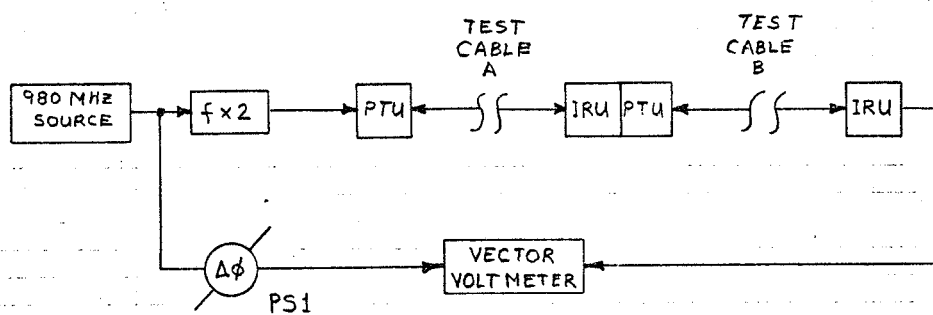 TEST
CABLE
A
TEST
CABLE
B
980 MHz
SOURCE
f x 2
PTU
IRU
PTU
IRU
Δϕ
PS1
VECTOR
VOLTMETER